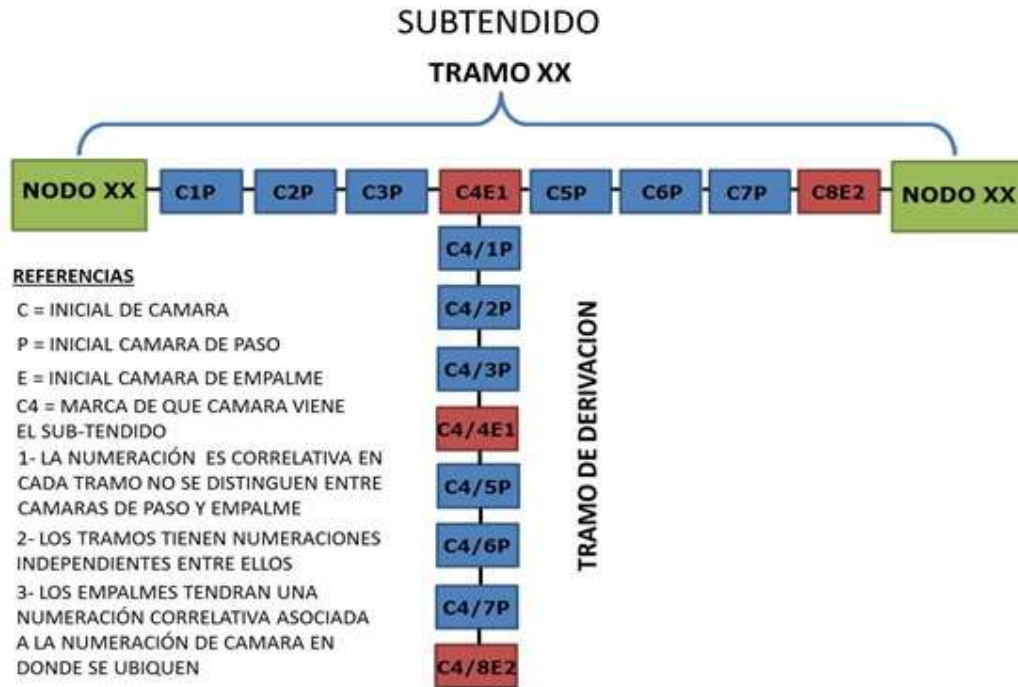 SUBTENDIDO
TRAMO XX
NODO XX
C1P
C2P
C3P
C4E1
C5P
C6P
C7P
C8E2
NODO XX
C4/1P
C4/2P
C4/3P
C4/4E1
C4/5P
C4/6P
C4/7P
C4/8E2
TRAMO DE DERIVACION
REFERENCIAS
C = INICIAL DE CAMARA
P = INICIAL CAMARA DE PASO
E = INICIAL CAMARA DE EMPALME
C4 = MARCA DE QUE CAMARA VIENE
EL SUB-TENDIDO
1- LA NUMERACIÓN ES CORRELATIVA EN
CADA TRAMO NO SE DISTINGUEN ENTRE
CAMARAS DE PASO Y EMPALME
2- LOS TRAMOS TIENEN NUMERACIONES
INDEPENDIENTES ENTRE ELLOS
3- LOS EMPALMES TENDRAN UNA
NUMERACIÓN CORRELATIVA ASOCIADA
A LA NUMERACIÓN DE CAMARA EN
DONDE SE UBIQUEN